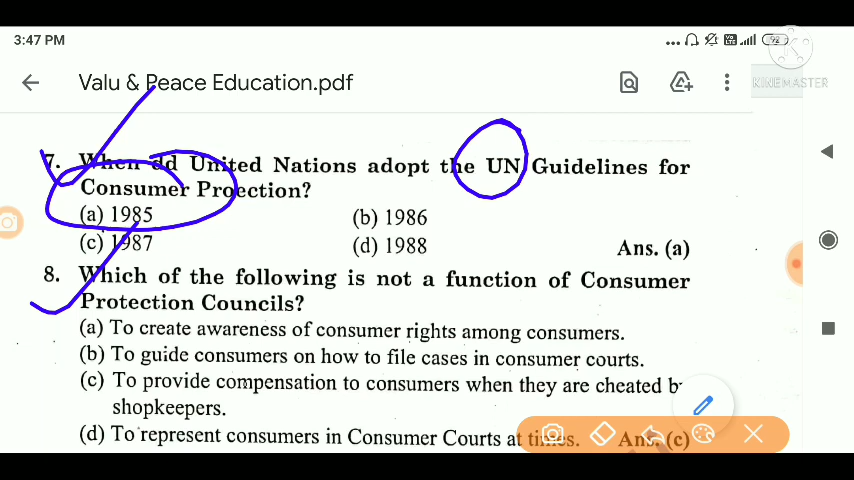 3:47 PM
92
Valu & Peace Education.pdf
KINEMASTER
7. When dd United Nations adopt the UN Guidelines for
Consumer Proection?
(a) 1985 (b) 1986
(c) 1987 (d) 1988 Ans. (a)
8. Which of the following is not a function of Consumer
Protection Councils?
(a) To create awareness of consumer rights among consumers.
(b) To guide consumers on how to file cases in consumer courts.
(c) To provide compensation to consumers when they are cheated
shopkeepers.
(d) To represent consumers in Consumer Courts at times. Ans. (c)